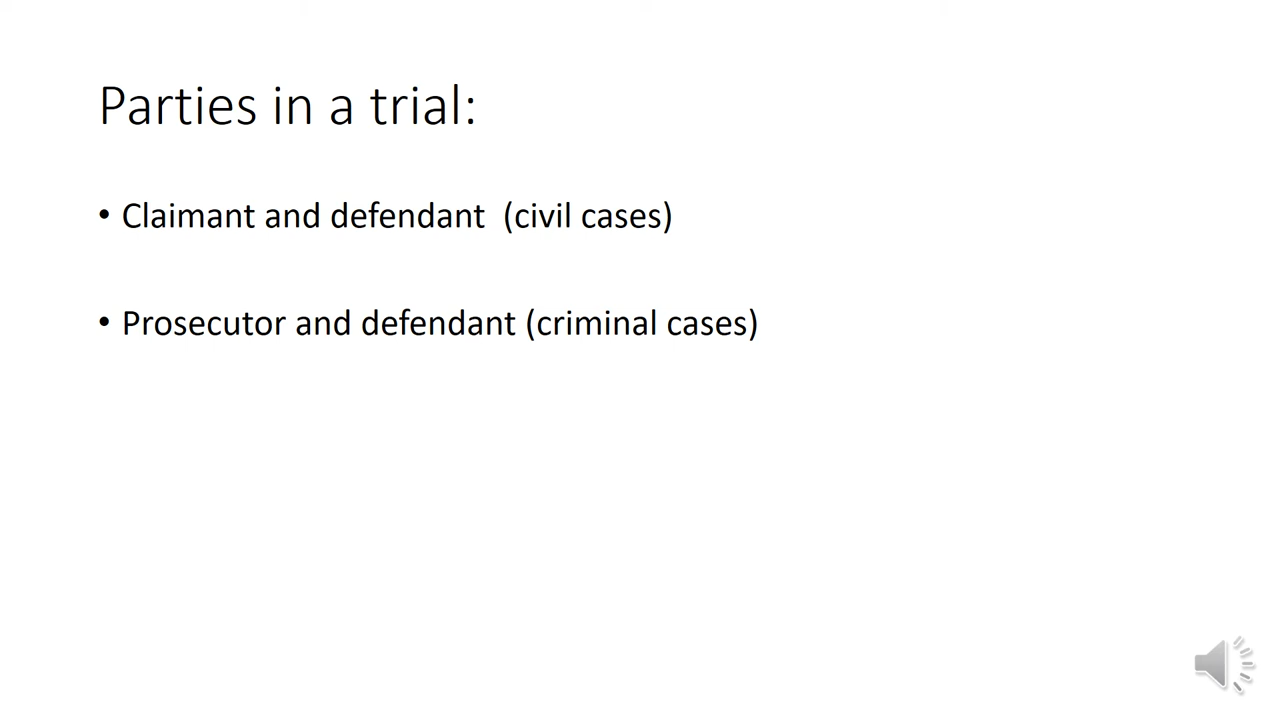 Parties in a trial:
• Claimant and defendant  (civil cases)
• Prosecutor and defendant (criminal cases)